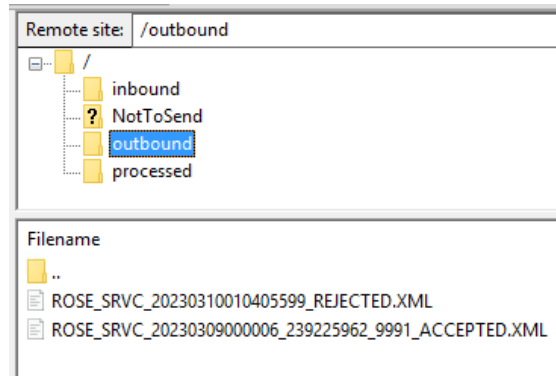 Remote site: /outbound
/
inbound
? NotToSend
outbound
processed
Filename
..
ROSE_SRVC_20230310010405599_REJECTED.XML
ROSE_SRVC_20230309000006_239225962_9991_ACCEPTED.XML